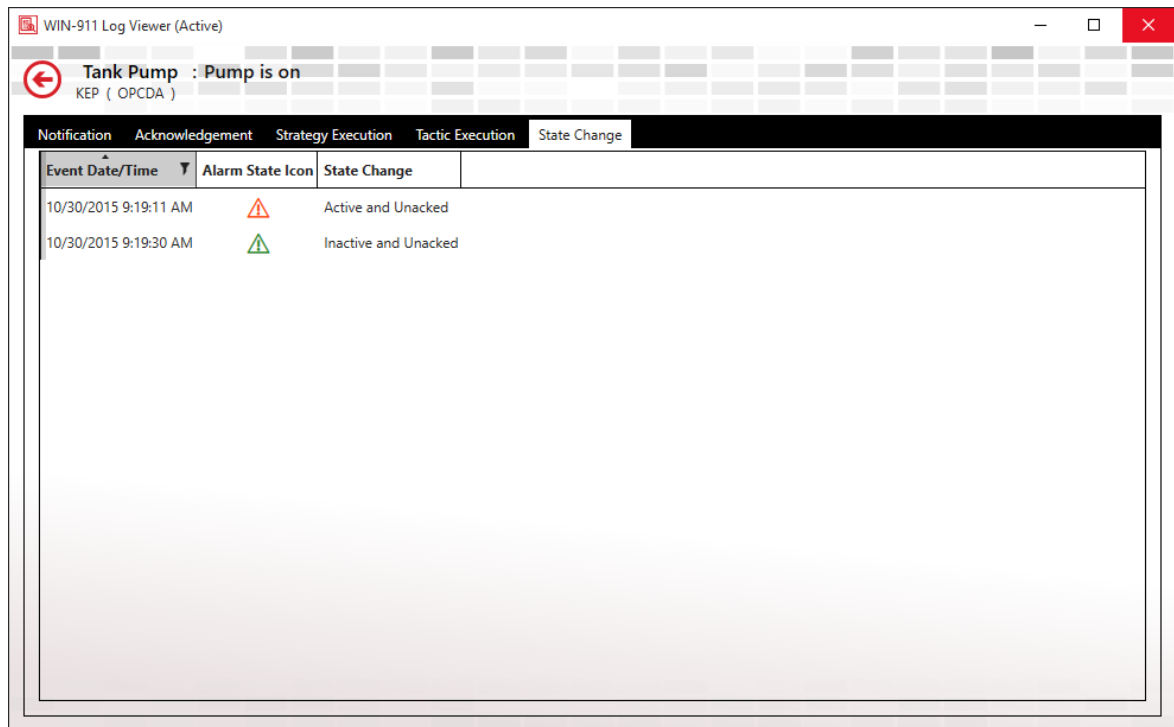 WIN-911 Log Viewer (Active)
Tank Pump : Pump is on
KEP ( OPCDA )
Notification Acknowledgement Strategy Execution Tactic Execution State Change
Event Date/Time Alarm State Icon State Change
10/30/2015 9:19:11 AM Active and Unacked
10/30/2015 9:19:30 AM Inactive and Unacked